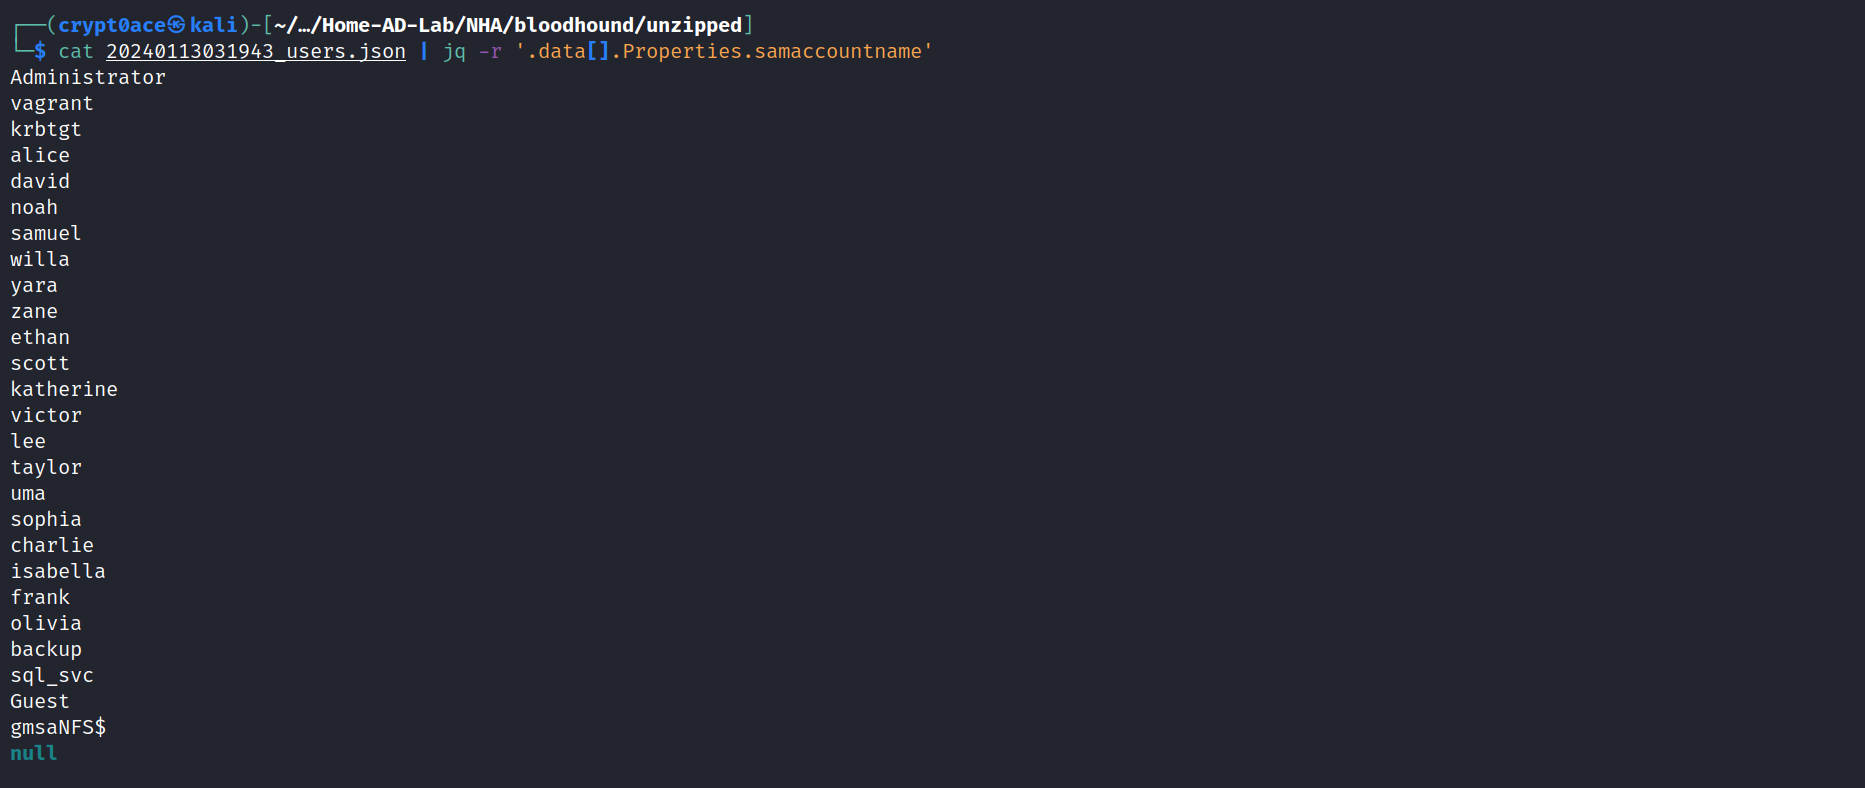 ┌──(crypt0ace㉿kali)-[~/…/Home-AD-Lab/NHA/bloodhound/unzipped]
└─$ cat 20240113031943_users.json | jq -r '.data[].Properties.samaccountname'
Administrator
vagrant
krbtgt
alice
david
noah
samuel
willa
yara
zane
ethan
scott
katherine
victor
lee
taylor
uma
sophia
charlie
isabella
frank
olivia
backup
sql_svc
Guest
gmsaNFS$
null